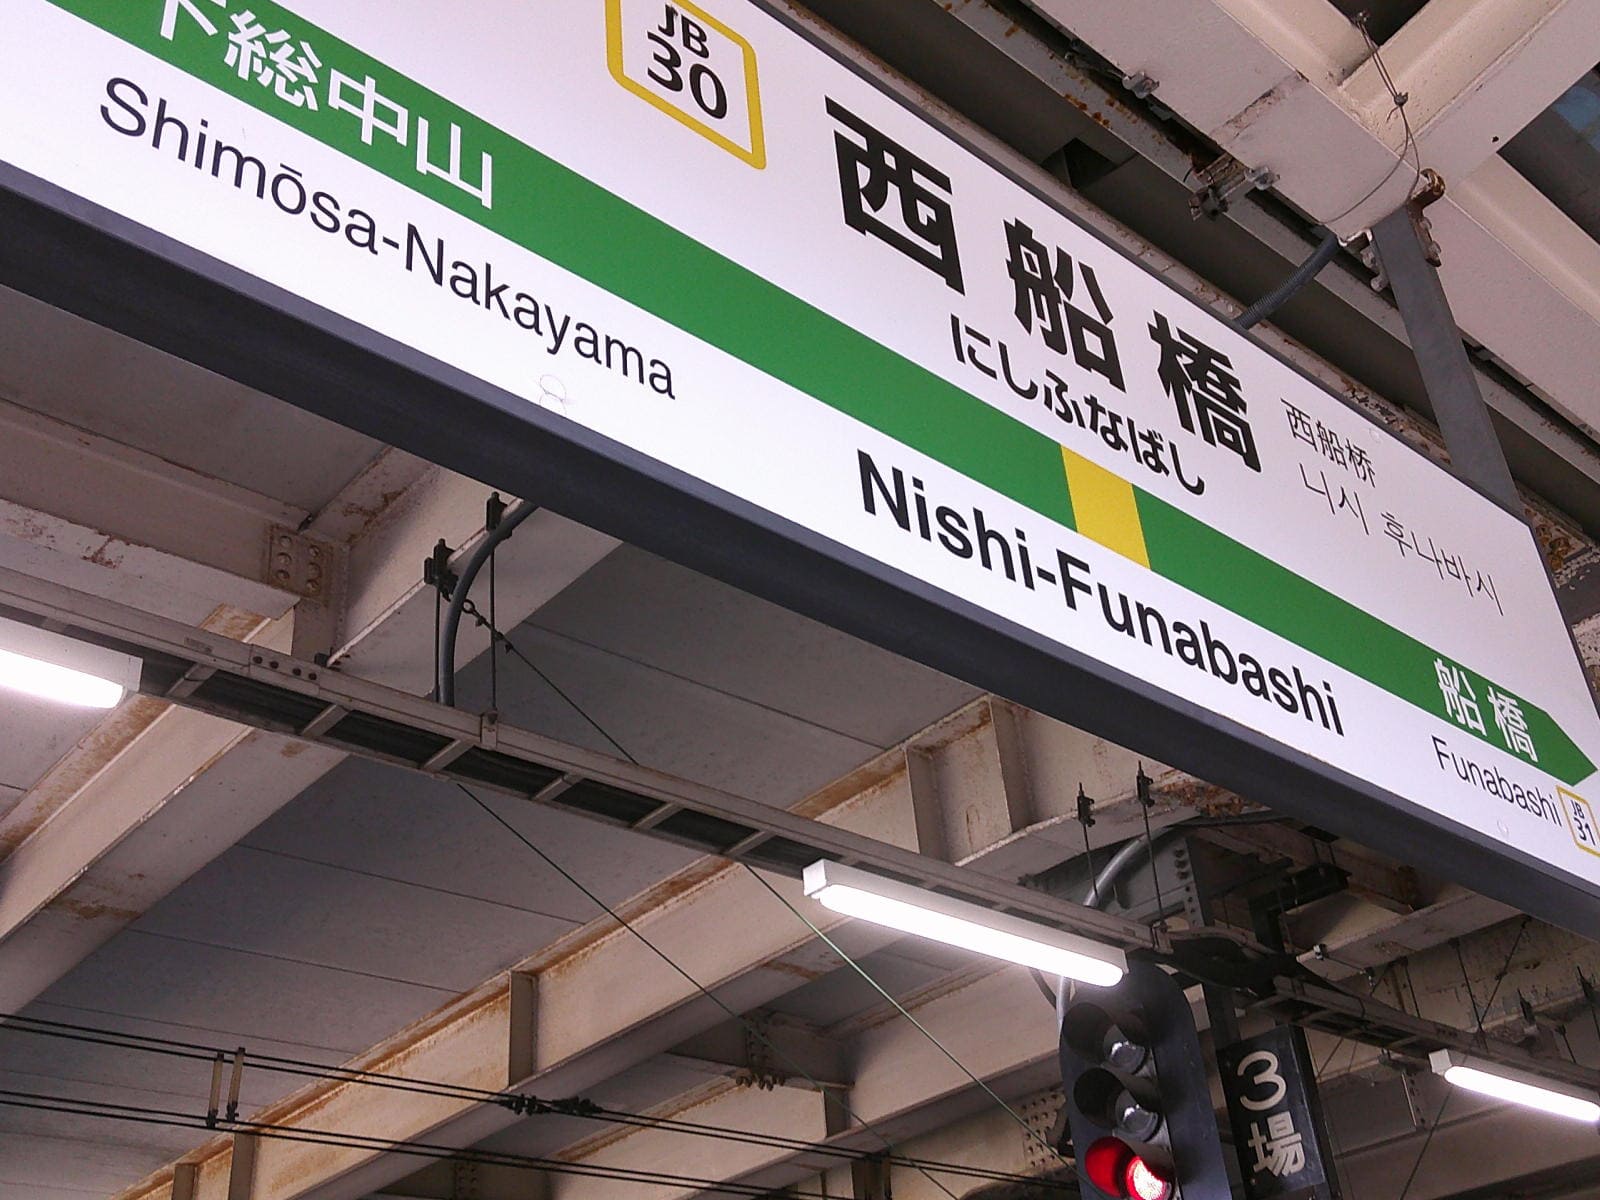 JB
30
西船橋
にしふなばし
西船桥
니시 후나바시
下総中山
Shimōsa-Nakayama
Nishi-Funabashi
船橋
Funabashi
JB
31
3
場